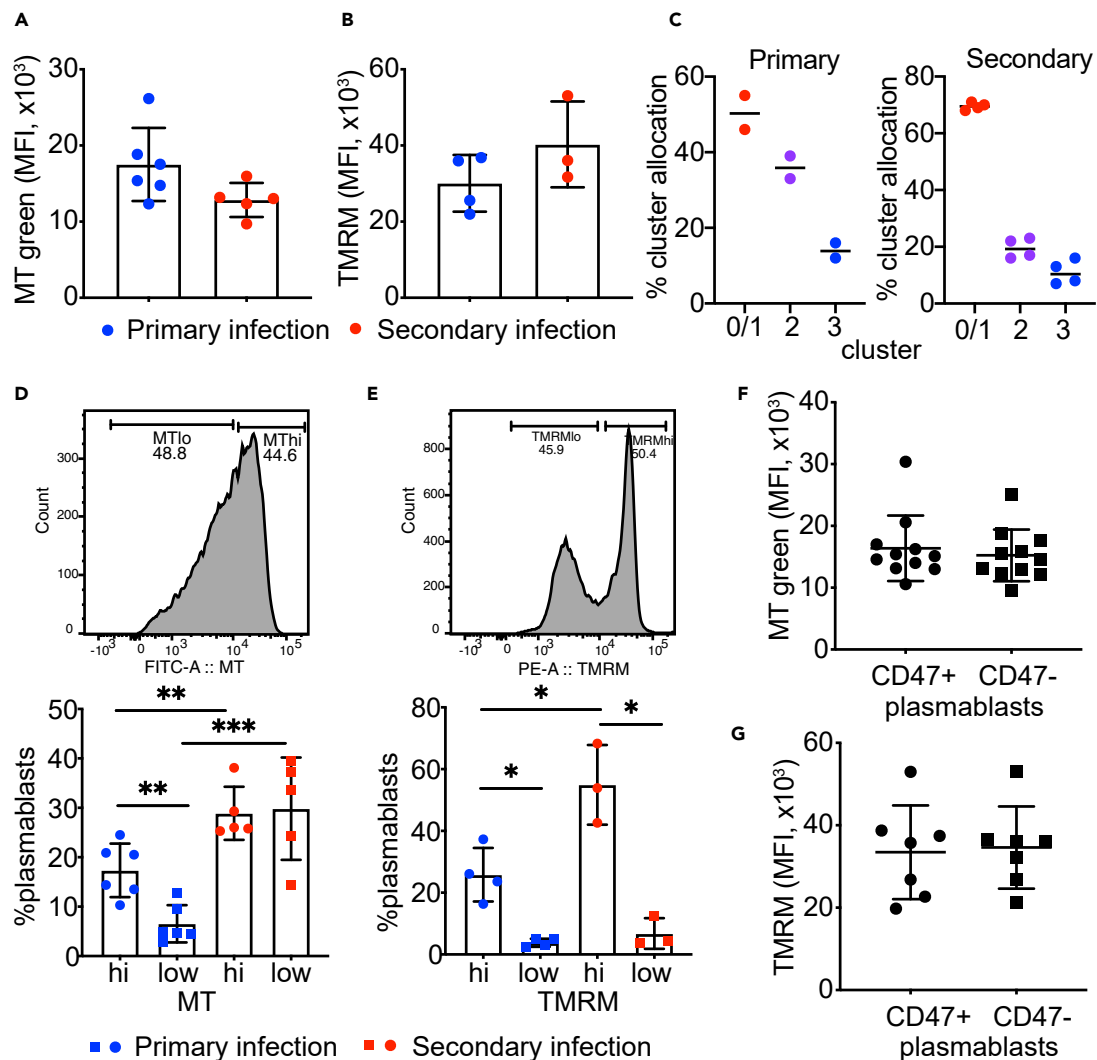 A
MT green (MFI, x10³)
30
20
10
0
B
TMRM (MFI, x10³)
60
40
20
0
Primary infection
Secondary infection
C
Primary
% cluster allocation
60
40
20
0
0/1
2
3
Secondary
% cluster allocation
80
60
40
20
0
0/1
2
3
cluster
D
MTlo
48.8
MThi
44.6
Count
300
200
100
0
-10³
0
10³
10⁴
10⁵
FITC-A :: MT
**
***
**
%plasmablasts
50
40
30
20
10
0
hi
low
hi
low
MT
E
TMRMlo
45.9
TMRMhi
50.4
Count
800
600
400
200
0
-10³
0
10³
10⁴
10⁵
PE-A :: TMRM
*
*
*
%plasmablasts
80
60
40
20
0
hi
low
hi
low
TMRM
Primary infection
Secondary infection
F
MT green (MFI, x10³)
40
30
20
10
0
CD47+
CD47-
plasmablasts
G
TMRM (MFI, x10³)
60
40
20
0
CD47+
CD47-
plasmablasts